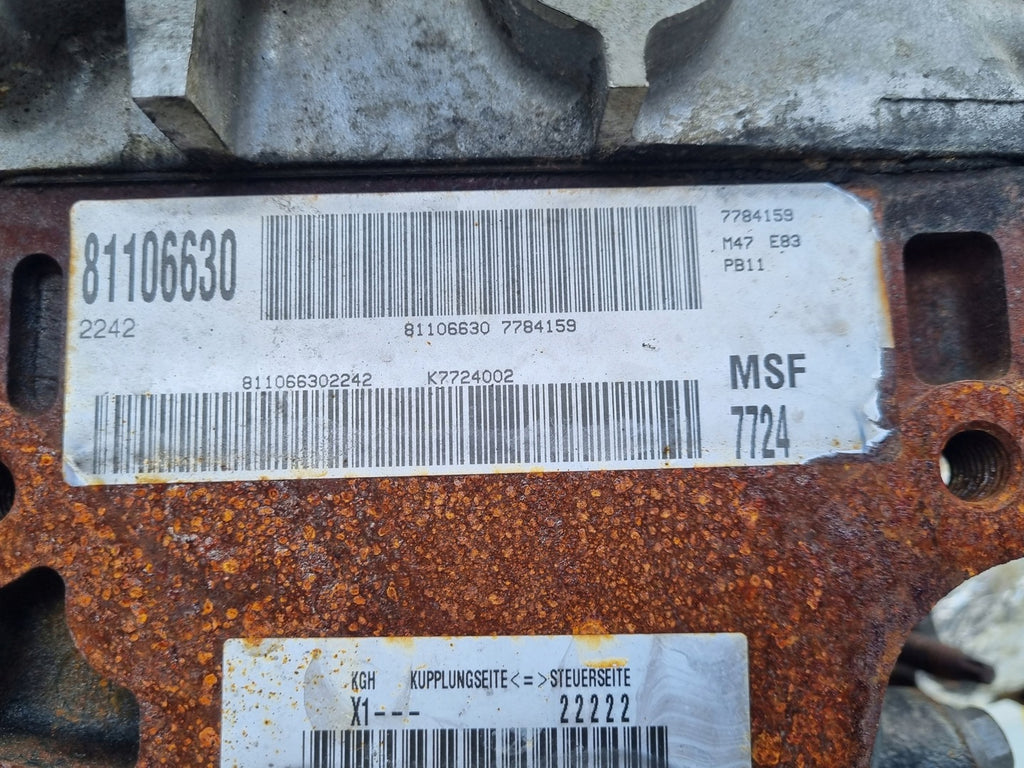 81106630
2242
7784159
M47 E83
PB11
81106630 7784159
811066302242 K7724002
MSF
7724
KGH KUPPLUNGSEITE<=>STEUERSEITE
X1--- 22222